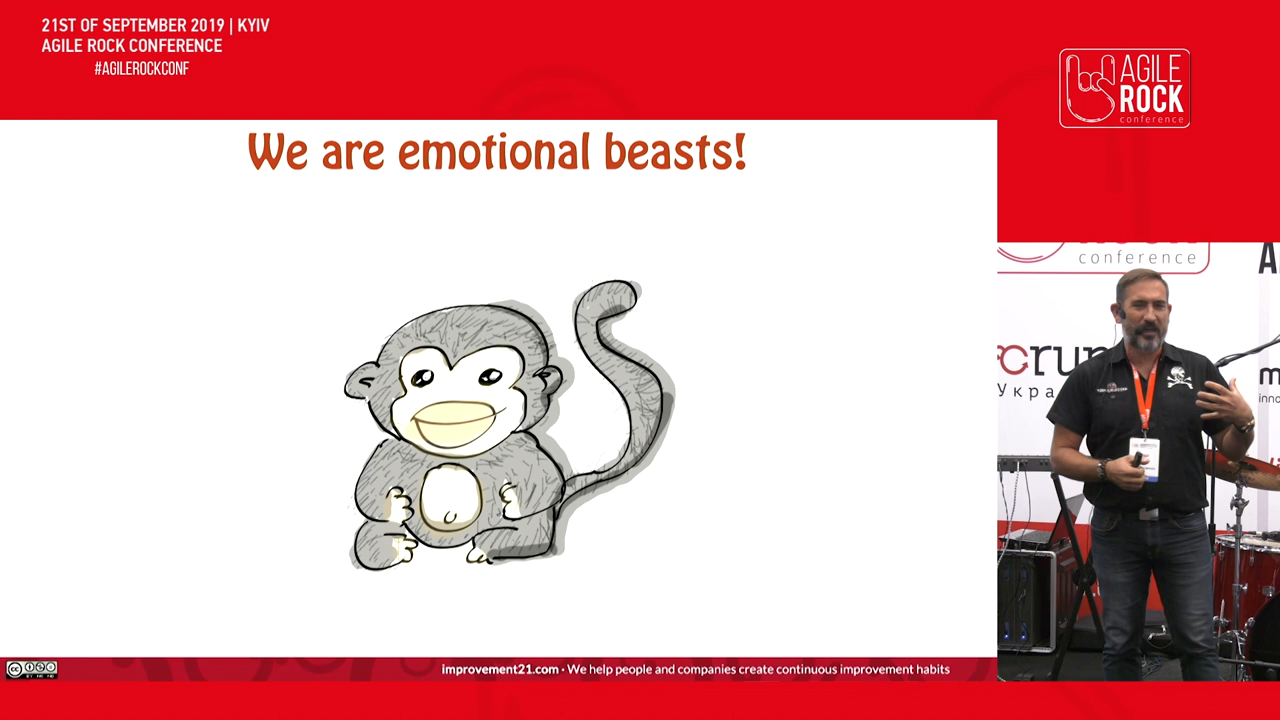 21ST OF SEPTEMBER 2019 | KYIV
AGILE ROCK CONFERENCE
#AGILEROCKCONF
AGILE
ROCK
conference
We are emotional beasts!
conference
Укра
improvement21.com · We help people and companies create continuous improvement habits